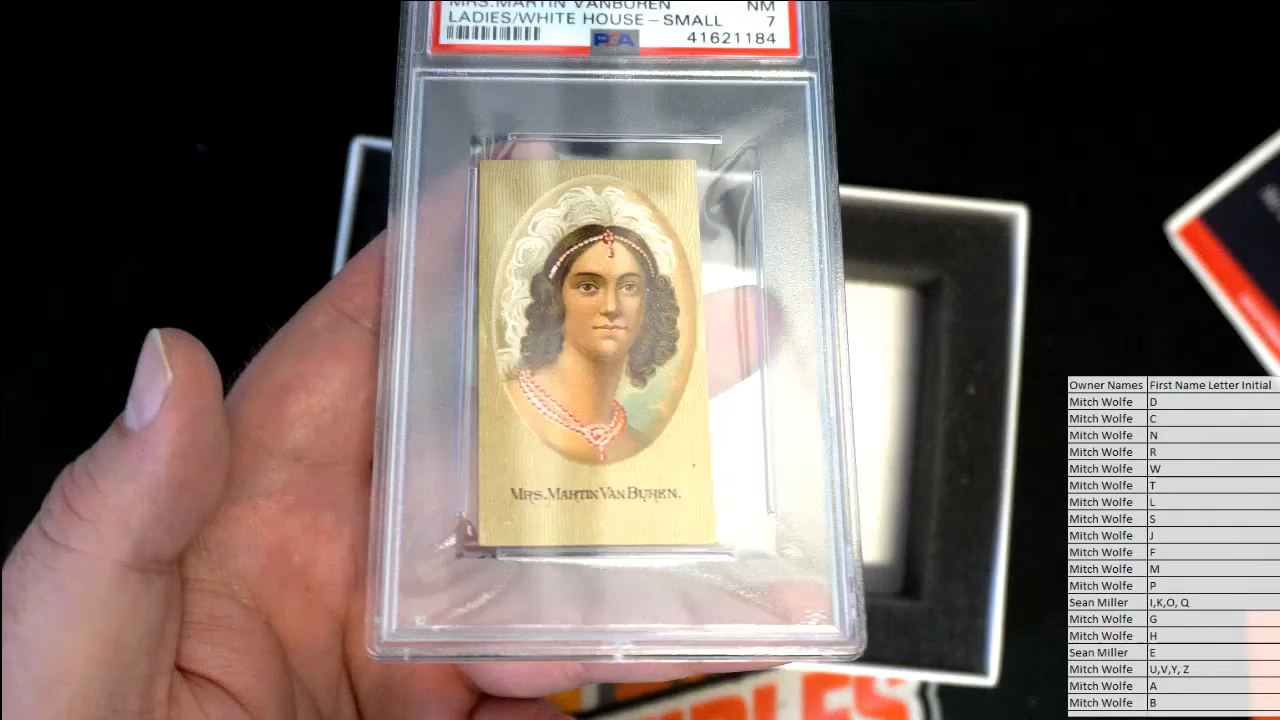 MRS.MARTIN VANBUREN NM
LADIES/WHITE HOUSE-SMALL 7
PSA 41621184
MRS. MARTIN VAN BUREN.
Owner Names First Name Letter Initial
Mitch Wolfe D
Mitch Wolfe C
Mitch Wolfe N
Mitch Wolfe R
Mitch Wolfe W
Mitch Wolfe T
Mitch Wolfe L
Mitch Wolfe S
Mitch Wolfe J
Mitch Wolfe F
Mitch Wolfe M
Mitch Wolfe P
Sean Miller I,K,O, Q
Mitch Wolfe G
Mitch Wolfe H
Sean Miller E
Mitch Wolfe U,V,Y, Z
Mitch Wolfe A
Mitch Wolfe B